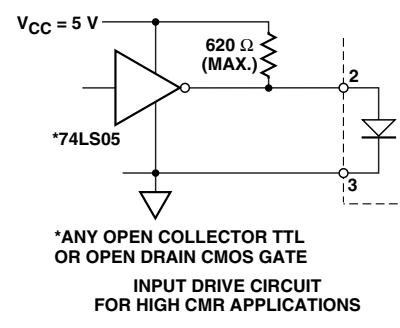 VCC = 5 V
620 Ω
(MAX.)
2
*74LS05
3
*ANY OPEN COLLECTOR TTL
OR OPEN DRAIN CMOS GATE
INPUT DRIVE CIRCUIT
FOR HIGH CMR APPLICATIONS